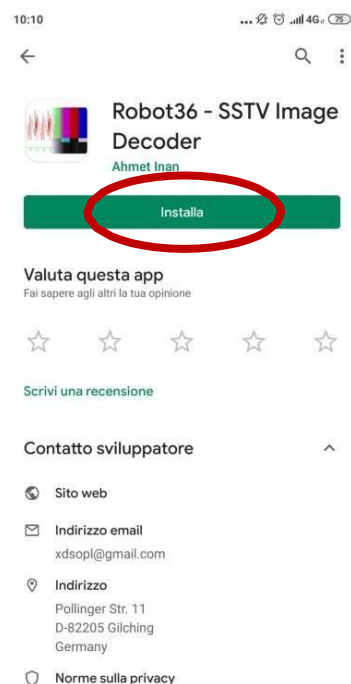 10:10
4G
75
Robot36 - SSTV Image
Decoder
Ahmet Inan
Installa
Valuta questa app
Fai sapere agli altri la tua opinione
Scrivi una recensione
Contatto sviluppatore
Sito web
Indirizzo email
xdsopl@gmail.com
Indirizzo
Pollinger Str. 11
D-82205 Gilching
Germany
Norme sulla privacy